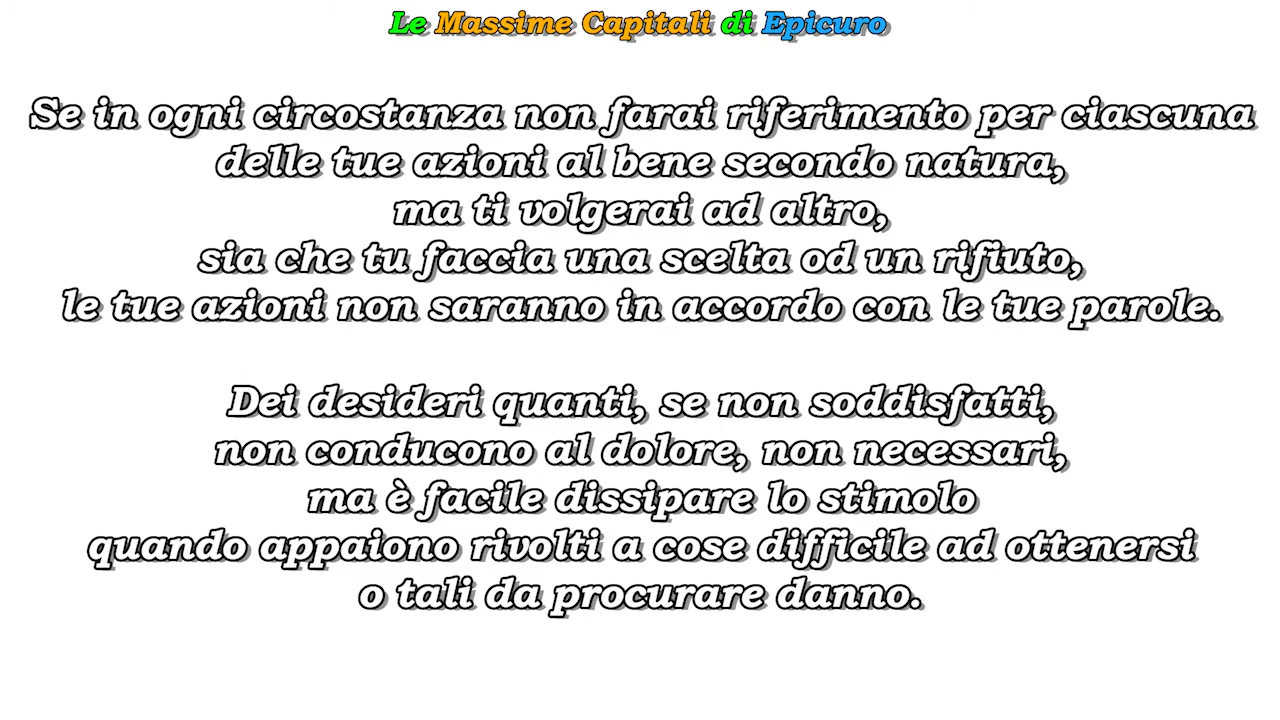 Le Massime Capitali di Epicuro
Se in ogni circostanza non farai riferimento per ciascuna
delle tue azioni al bene secondo natura,
ma ti volgerai ad altro,
sia che tu faccia una scelta od un rifiuto,
le tue azioni non saranno in accordo con le tue parole.
Dei desideri quanti, se non soddisfatti,
non conducono al dolore, non necessari,
ma è facile dissipare lo stimolo
quando appaiono rivolti a cose difficile ad ottenersi
o tali da procurare danno.